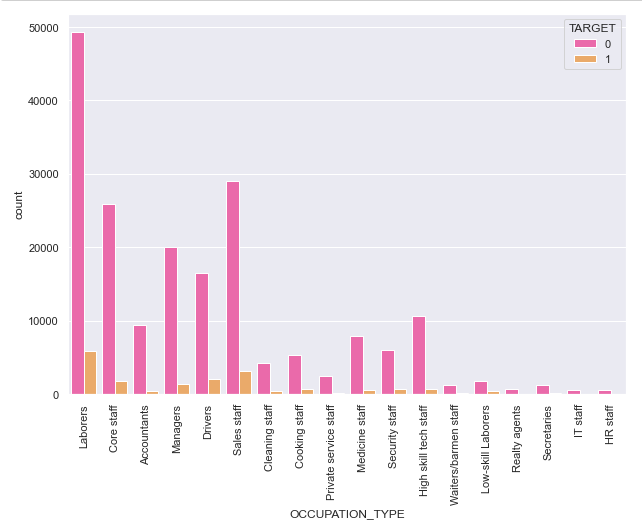 TARGET
0
1
50000
40000
30000
20000
10000
0
count
Laborers
Core staff
Accountants
Managers
Drivers
Sales staff
Cleaning staff
Cooking staff
Private service staff
Medicine staff
Security staff
High skill tech staff
Waiters/barmen staff
Low-skill Laborers
Realty agents
Secretaries
IT staff
HR staff
OCCUPATION_TYPE